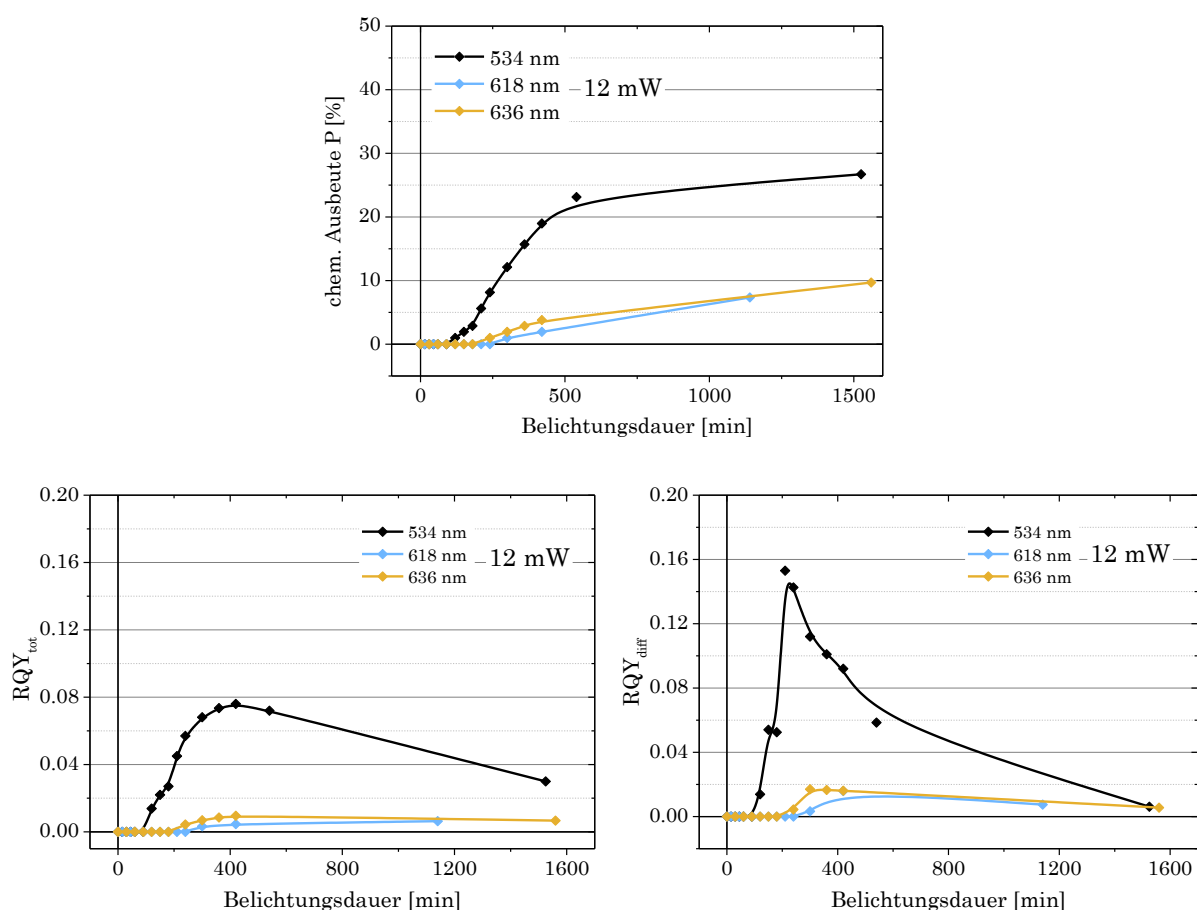 50
40
30
20
10
0
chem. Ausbeute P [%]
534 nm
618 nm
636 nm
12 mW
0
500
1000
1500
Belichtungsdauer [min]
0.20
0.16
0.12
0.08
0.04
0.00
RQY_tot
534 nm
618 nm
636 nm
12 mW
0
400
800
1200
1600
Belichtungsdauer [min]
0.20
0.16
0.12
0.08
0.04
0.00
RQY_diff
534 nm
618 nm
636 nm
12 mW
0
400
800
1200
1600
Belichtungsdauer [min]